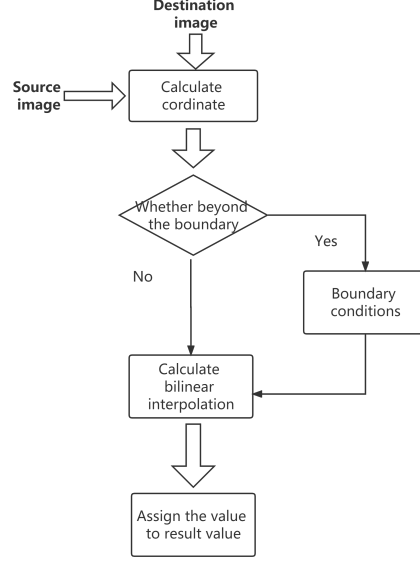 Destination
image
Source
image
Calculate
cordinate
Whether beyond
the boundary
Yes
No
Boundary
conditions
Calculate
bilinear
interpolation
Assign the value
to result value